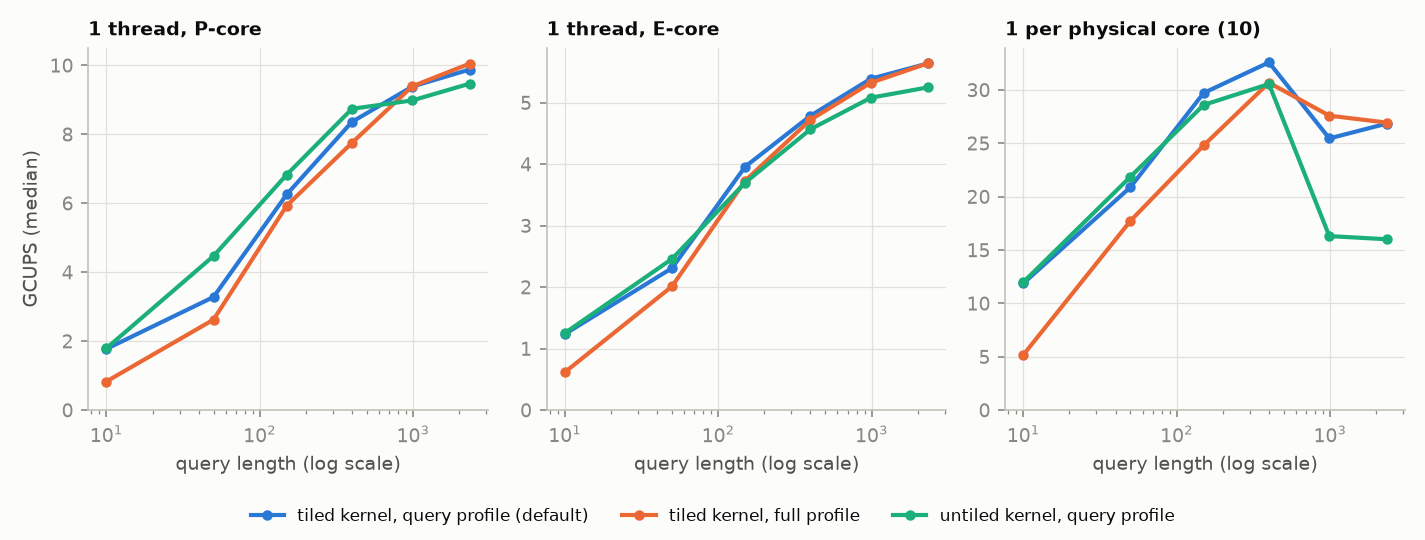 1 thread, P-core
1 thread, E-core
1 per physical core (10)
GCUPS (median)
10
8
6
4
2
0
5
4
3
2
1
0
30
25
20
15
10
5
0
10¹ 10² 10³
10¹ 10² 10³
10¹ 10² 10³
query length (log scale)
query length (log scale)
query length (log scale)
tiled kernel, query profile (default)
tiled kernel, full profile
untiled kernel, query profile